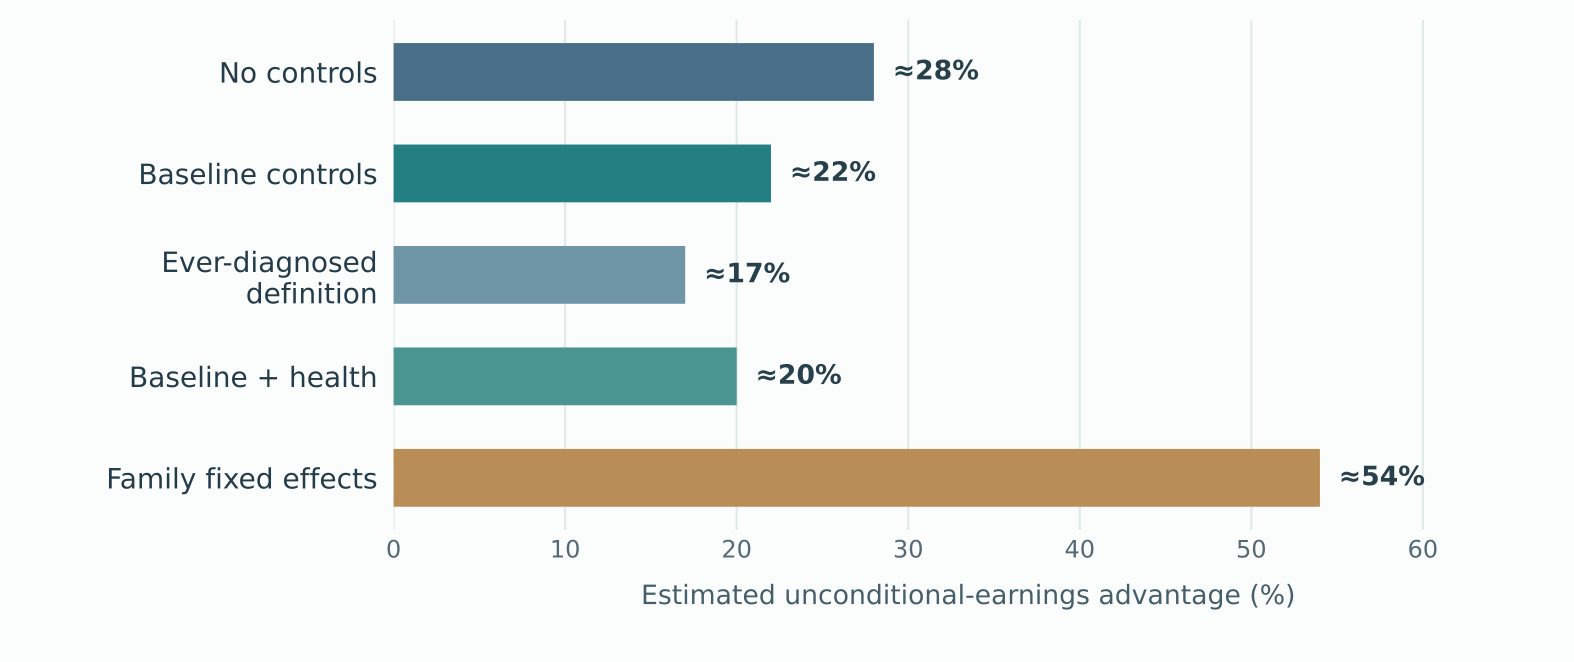 No controls
≈28%
Baseline controls
≈22%
Ever-diagnosed
definition
≈17%
Baseline + health
≈20%
Family fixed effects
≈54%
0 10 20 30 40 50 60
Estimated unconditional-earnings advantage (%)